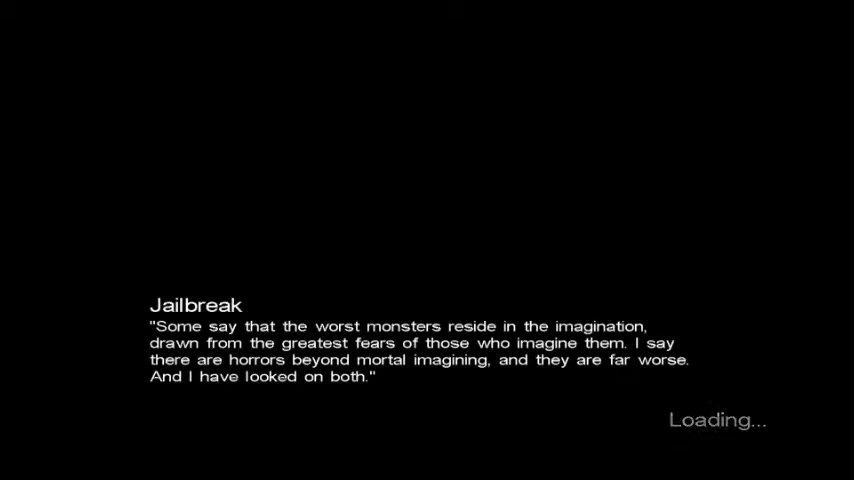 Jailbreak
"Some say that the worst monsters reside in the imagination,
drawn from the greatest fears of those who imagine them. I say
there are horrors beyond mortal imagining, and they are far worse.
And I have looked on both."
Loading...